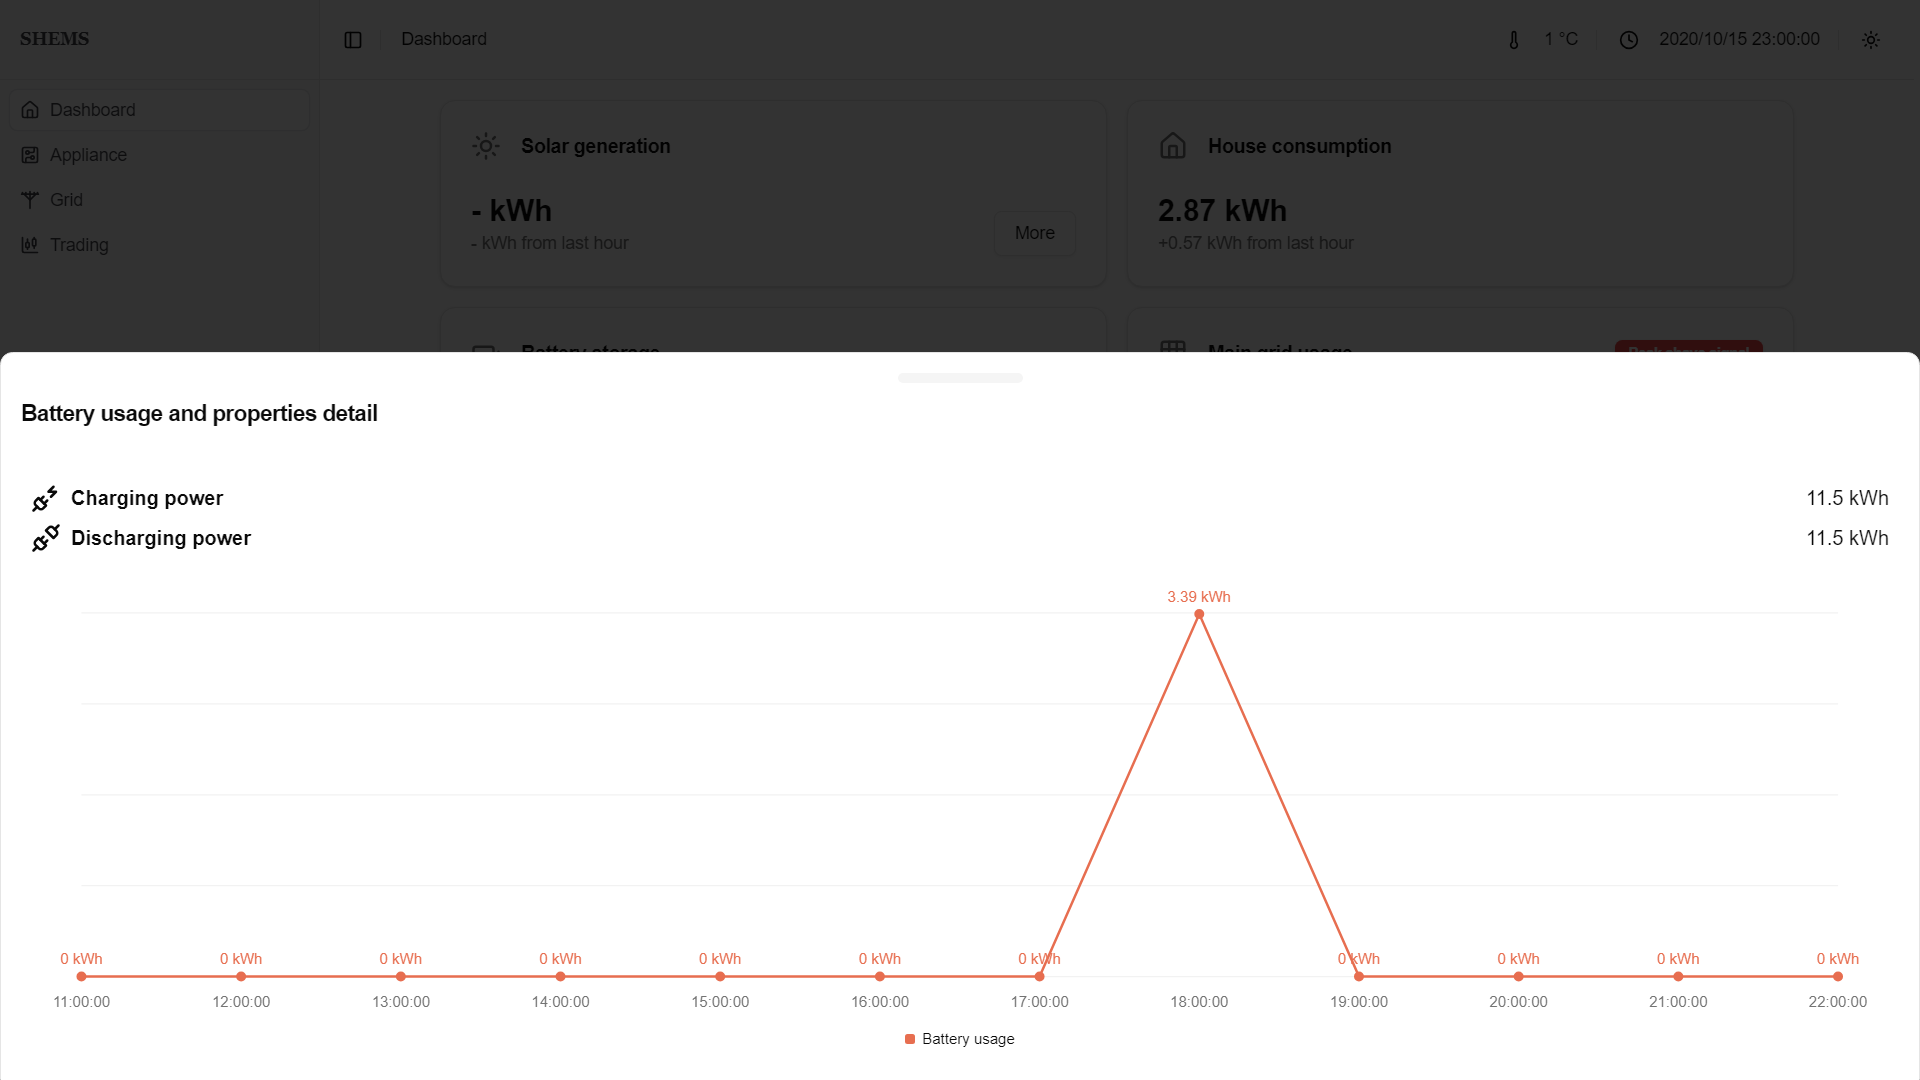 SHEMS
Dashboard
1 °C
2020/10/15 23:00:00
Dashboard
Appliance
Grid
Trading
Solar generation
- kWh
- kWh from last hour
More
House consumption
2.87 kWh
+0.57 kWh from last hour
Battery storage
Main grid usage
Battery usage and properties detail
Charging power 11.5 kWh
Discharging power 11.5 kWh
3.39 kWh
0 kWh 0 kWh 0 kWh 0 kWh 0 kWh 0 kWh 0 kWh 0 kWh 0 kWh 0 kWh 0 kWh
11:00:00 12:00:00 13:00:00 14:00:00 15:00:00 16:00:00 17:00:00 18:00:00 19:00:00 20:00:00 21:00:00 22:00:00
Battery usage